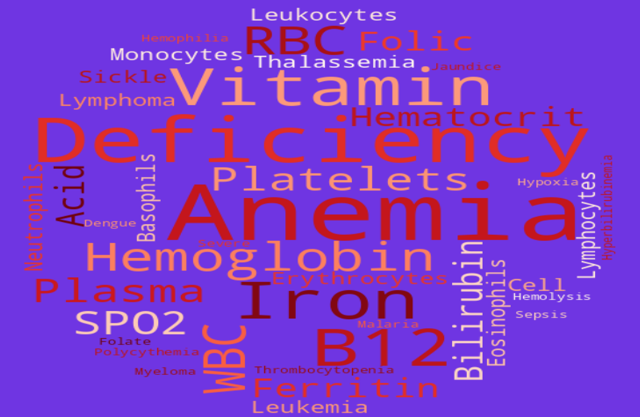 Leukocytes
Hemophilia
RBC
Folic
Monocytes
Thalassemia
Jaundice
Sickle
Vitamin
Lymphoma
Hematocrit
Deficiency
Neutrophils
Acid
Basophils
Platelets
Hypoxia
Lymphocytes
Hyperbilirubinemia
Anemia
Dengue
Severe
Hemoglobin
Bilirubin
Eosinophils
Erythrocytes
Cell
Plasma
Iron
Hemolysis
SPO2
Malaria
Sepsis
WBC
B12
Folate
Polycythemia
Myeloma
Thrombocytopenia
Ferritin
Leukemia